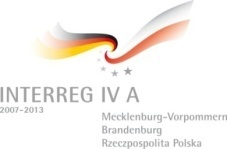 INTERREG IV A
2007-2013
Mecklenburg-Vorpommern
Brandenburg
Rzeczpospolita Polska